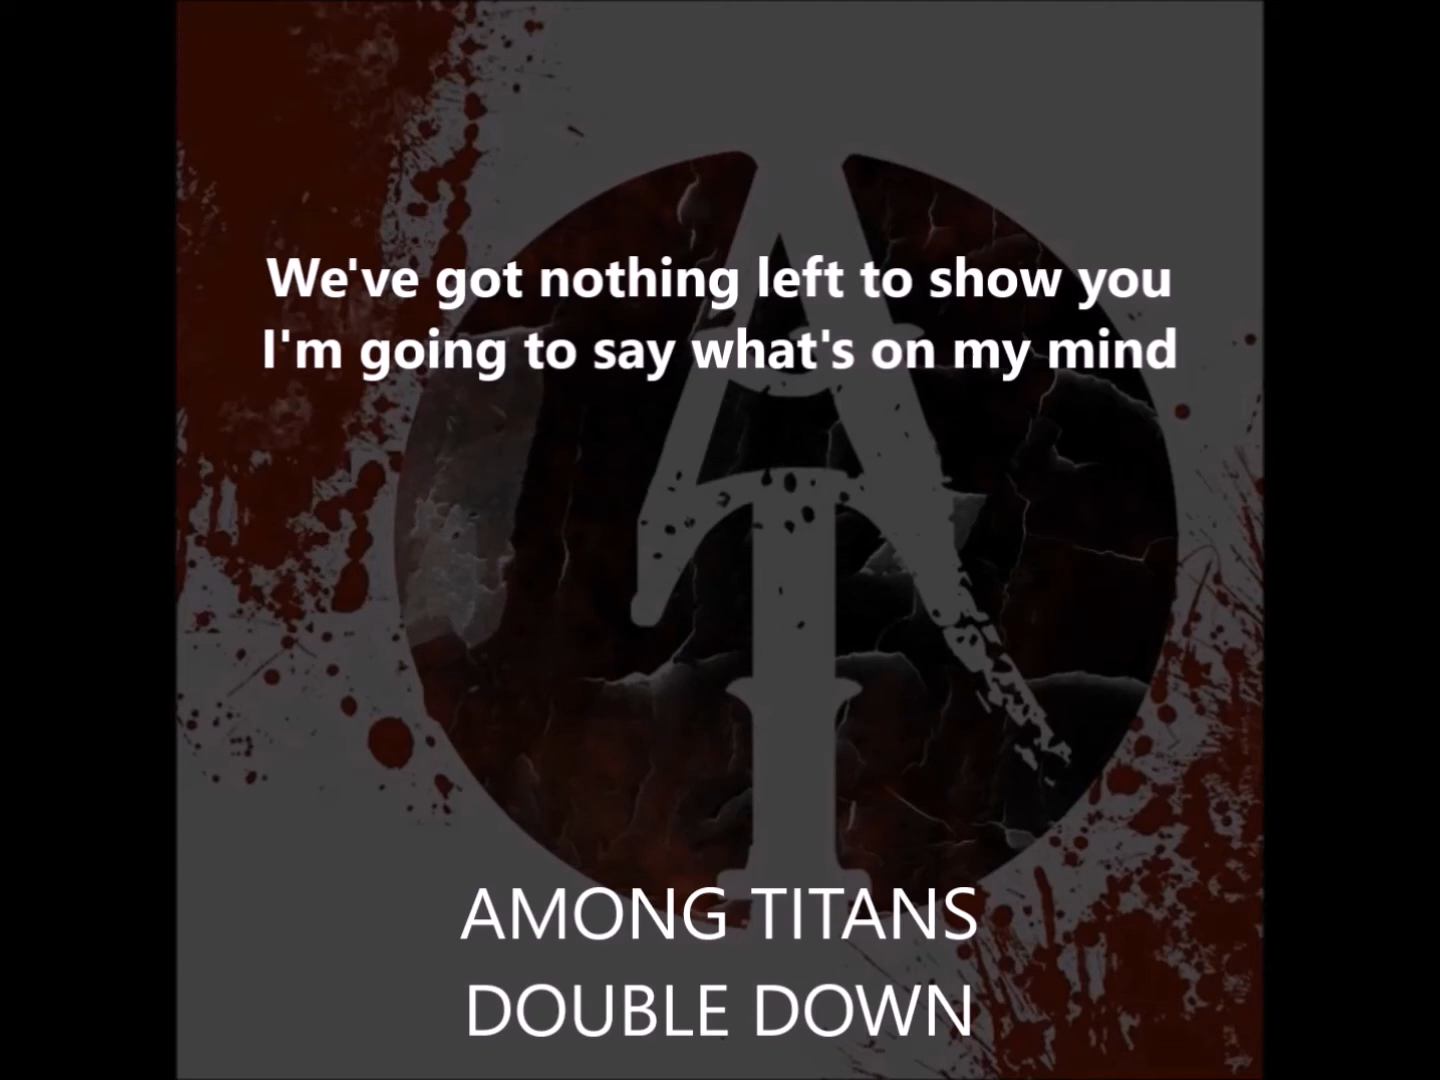 We've got nothing left to show you
I'm going to say what's on my mind
AMONG TITANS
DOUBLE DOWN